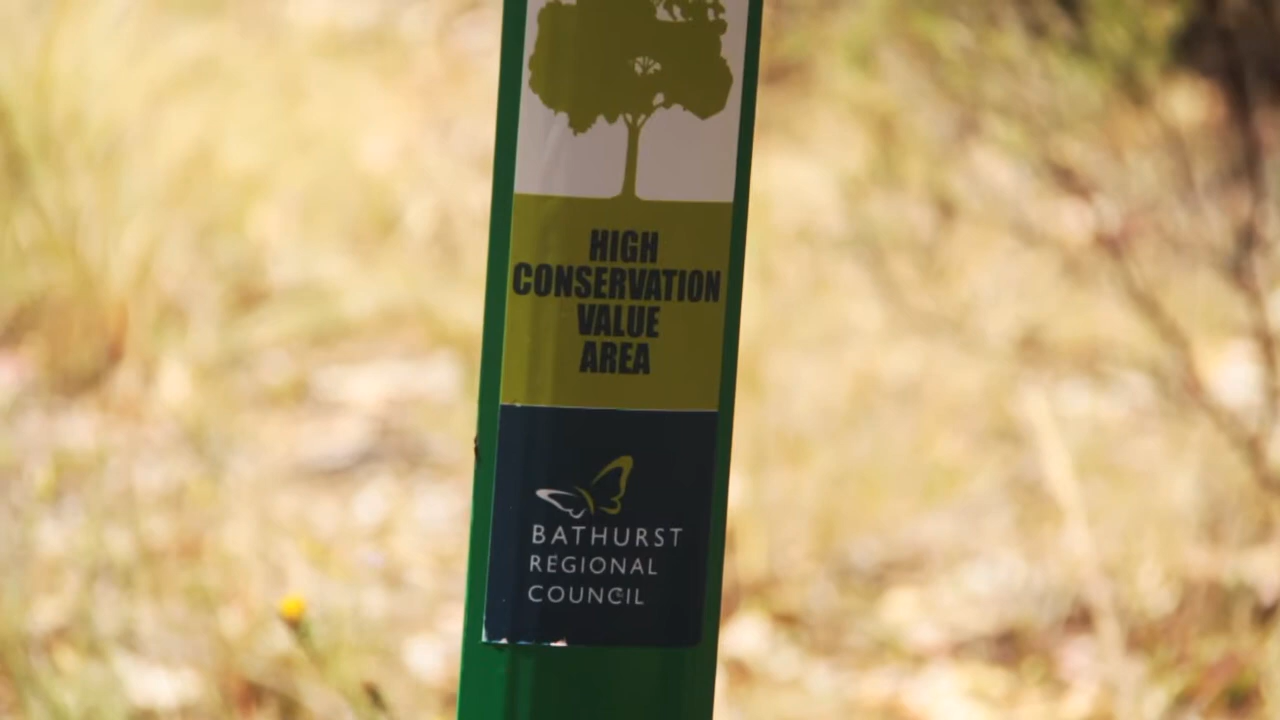 HIGH
CONSERVATION
VALUE
AREA
BATHURST
REGIONAL
COUNCIL